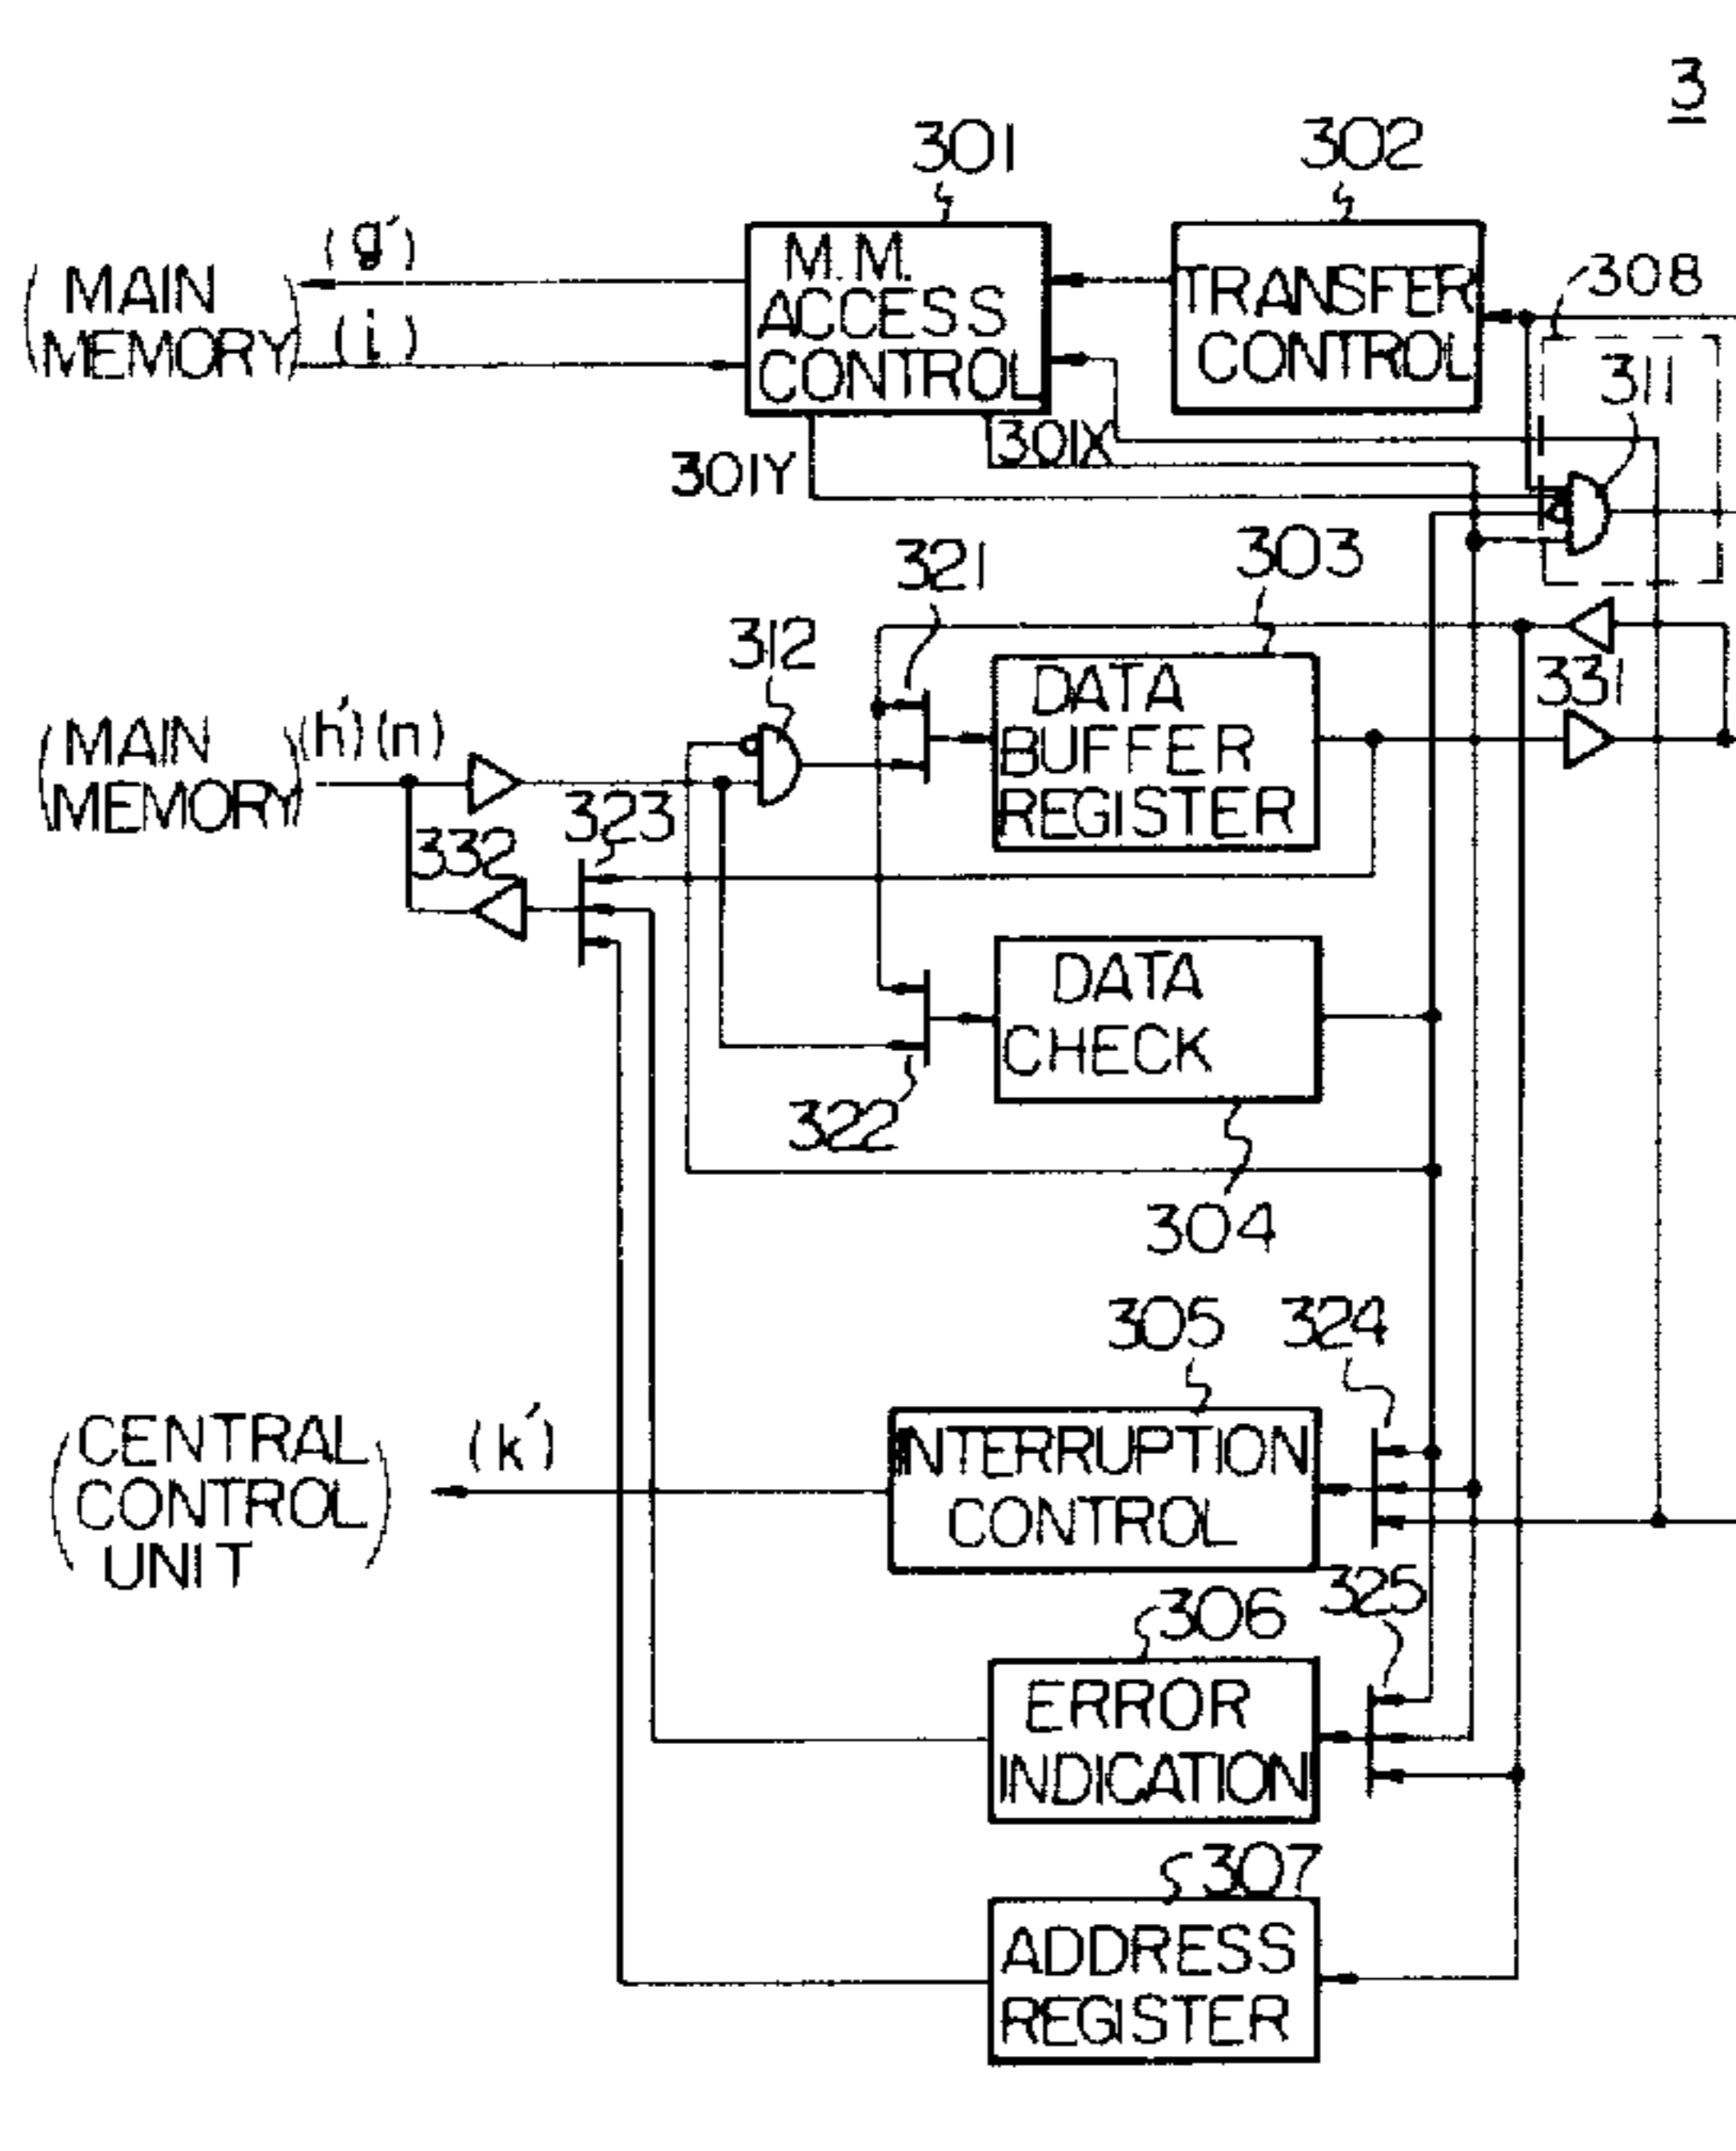 3
301
302
(g')
(MAIN
MEMORY)
(i)
M.M.
ACCESS
CONTROL
TRANSFER
CONTROL
308
311
301X
301Y
321
303
312
331
(MAIN
MEMORY)
(h')(n)
DATA
BUFFER
REGISTER
323
332
DATA
CHECK
322
304
305
324
(CENTRAL
CONTROL
UNIT)
(k')
INTERRUPTION
CONTROL
325
306
ERROR
INDICATION
307
ADDRESS
REGISTER